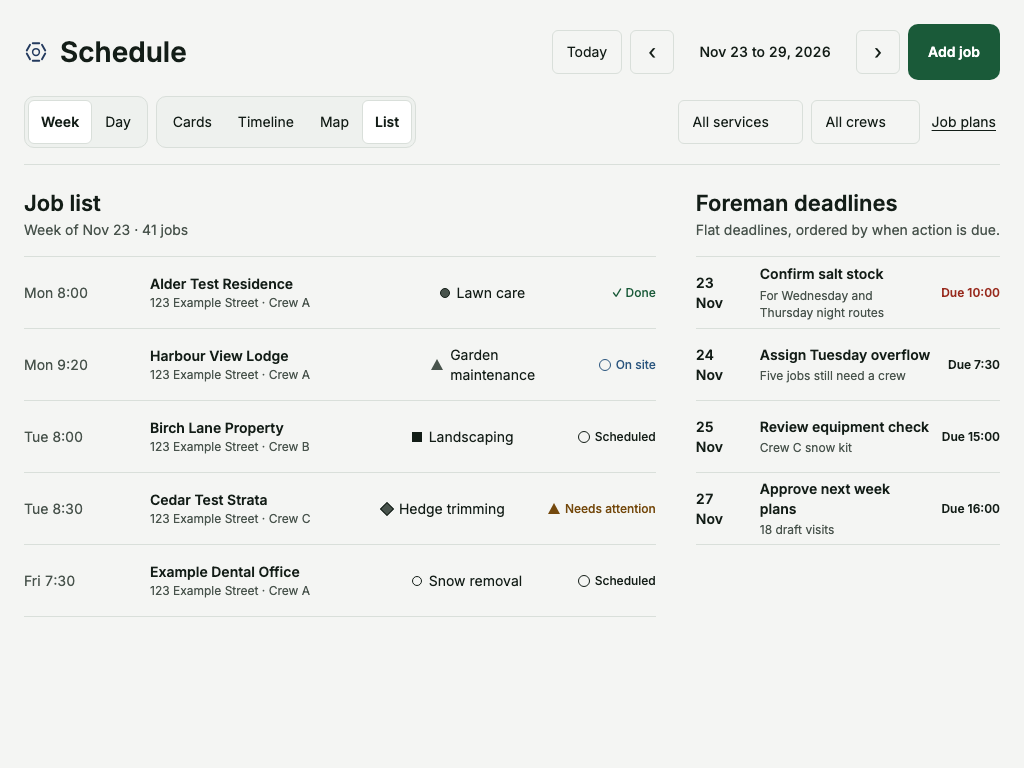 Schedule
Today
‹
Nov 23 to 29, 2026
›
Add job
Week
Day
Cards
Timeline
Map
List
All services
All crews
Job plans
Job list
Week of Nov 23 · 41 jobs
Mon 8:00
Alder Test Residence
123 Example Street · Crew A
Lawn care
✓ Done
Mon 9:20
Harbour View Lodge
123 Example Street · Crew A
Garden
maintenance
On site
Tue 8:00
Birch Lane Property
123 Example Street · Crew B
Landscaping
Scheduled
Tue 8:30
Cedar Test Strata
123 Example Street · Crew C
Hedge trimming
Needs attention
Fri 7:30
Example Dental Office
123 Example Street · Crew A
Snow removal
Scheduled
Foreman deadlines
Flat deadlines, ordered by when action is due.
23
Nov
Confirm salt stock
For Wednesday and
Thursday night routes
Due 10:00
24
Nov
Assign Tuesday overflow
Five jobs still need a crew
Due 7:30
25
Nov
Review equipment check
Crew C snow kit
Due 15:00
27
Nov
Approve next week
plans
18 draft visits
Due 16:00